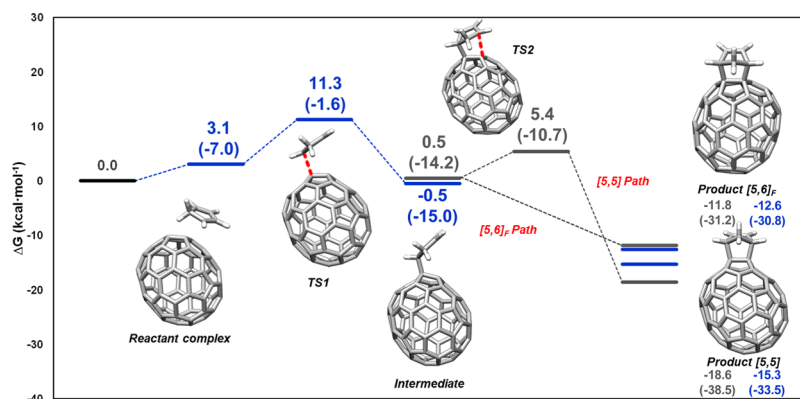 30
20
10
0
-10
-20
-30
-40
ΔG (kcal·mol⁻¹)
0.0
3.1
(-7.0)
11.3
(-1.6)
TS1
Reactant complex
0.5
(-14.2)
-0.5
(-15.0)
Intermediate
TS2
5.4
(-10.7)
[5,5] Path
[5,6]F Path
Product [5,6]F
-11.8 -12.6
(-31.2) (-30.8)
Product [5,5]
-18.6 -15.3
(-38.5) (-33.5)